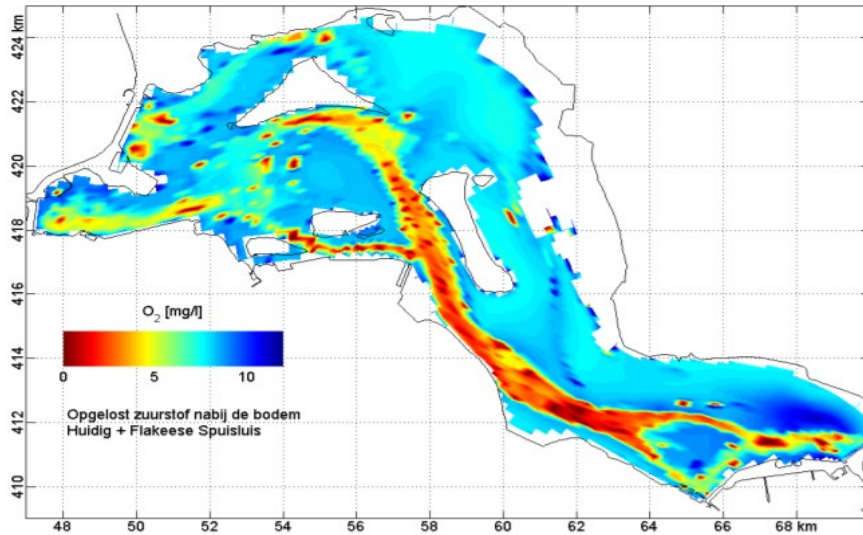 424 km
422
420
418
416
414
412
410
O2 [mg/l]
0 5 10
Opgelost zuurstof nabij de bodem
Huidig + Flakeese Spuisluis
48 50 52 54 56 58 60 62 64 66 68 km